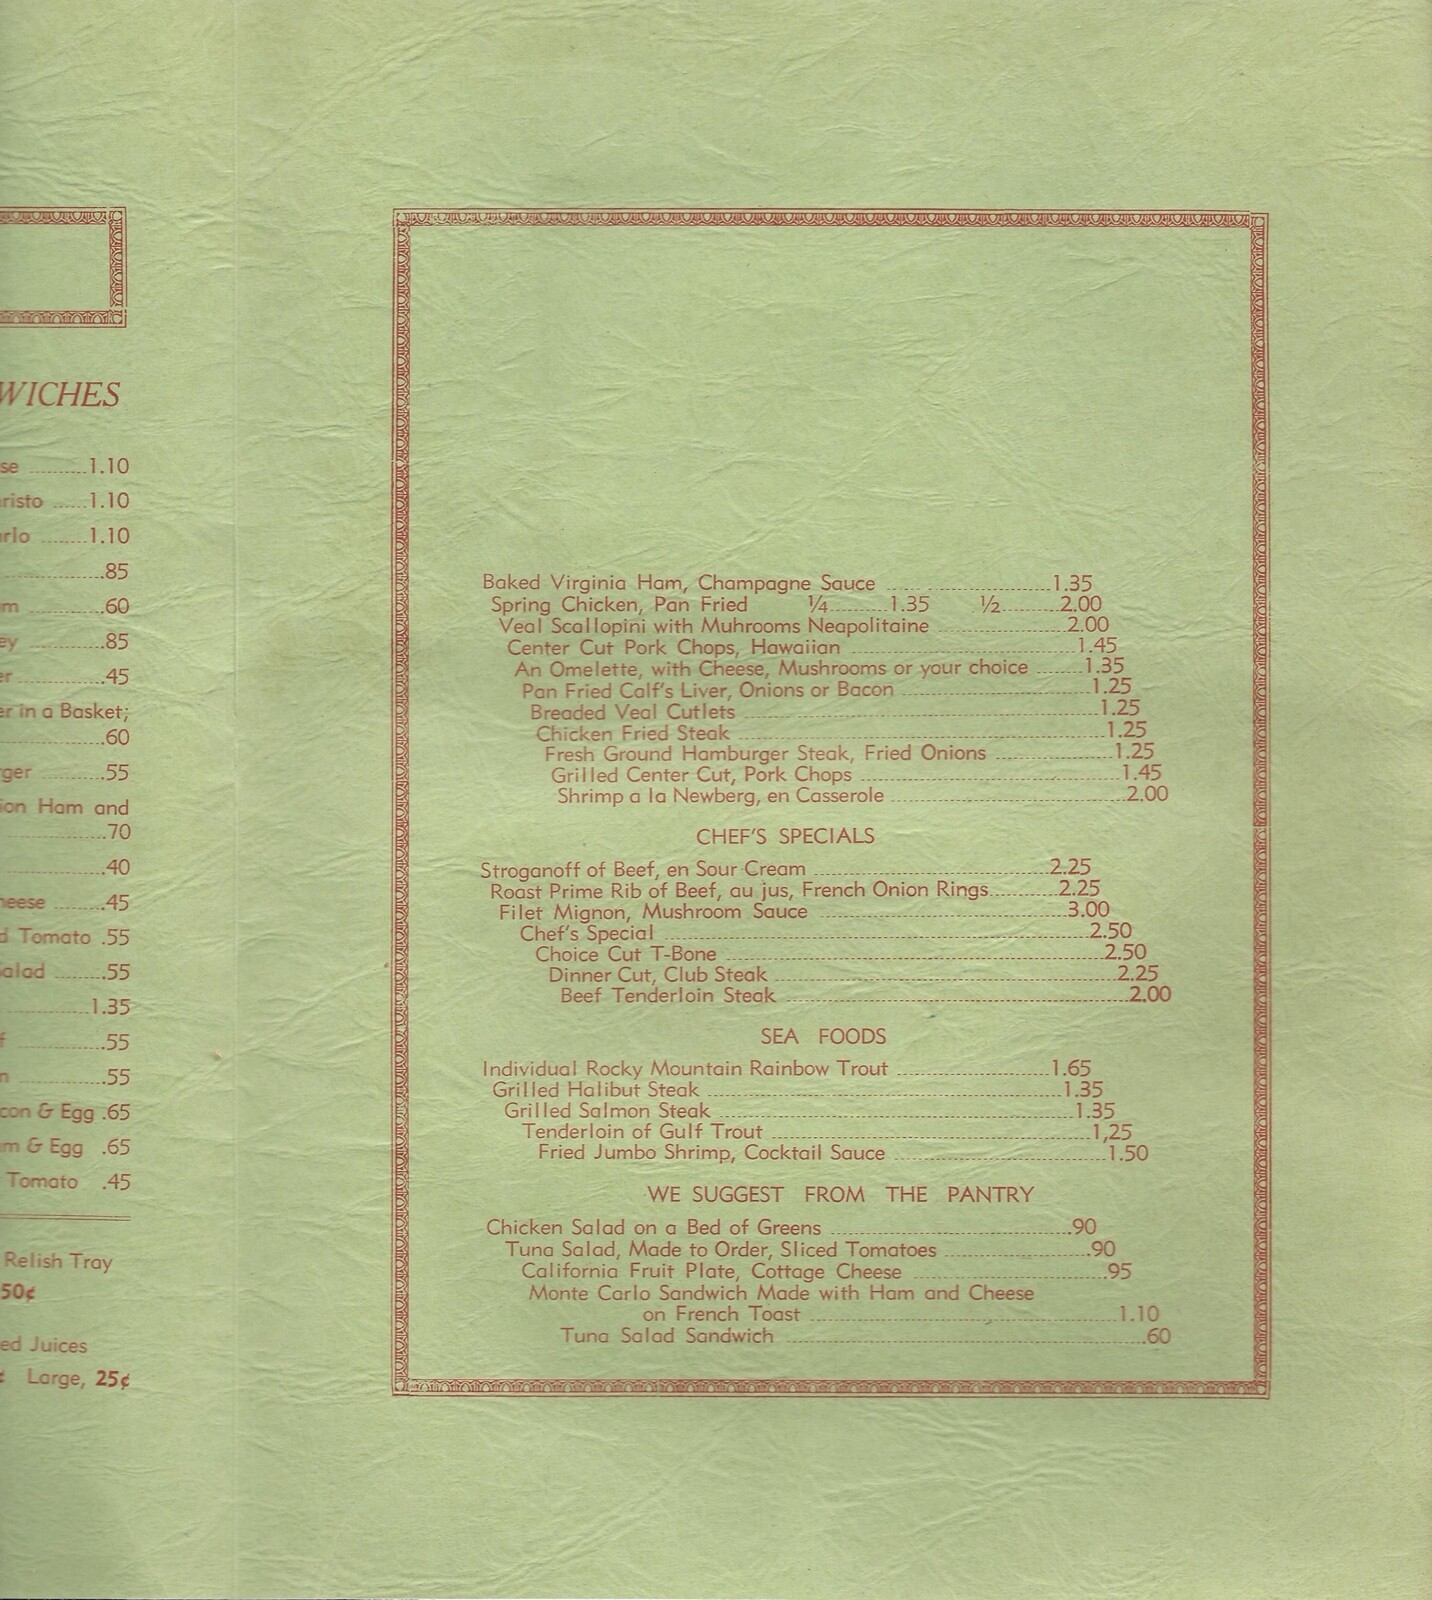 WICHES
se 1.10
risto 1.10
rlo 1.10
.85
m .60
ey .85
er .45
er in a Basket;
.60
rger .55
ion Ham and
.70
.40
heese .45
d Tomato .55
alad .55
1.35
f .55
n .55
con & Egg .65
m & Egg .65
Tomato .45
Relish Tray
50¢
ed Juices
¢ Large, 25¢
Baked Virginia Ham, Champagne Sauce 1.35
Spring Chicken, Pan Fried ¼ 1.35 ½ 2.00
Veal Scallopini with Muhrooms Neapolitaine 2.00
Center Cut Pork Chops, Hawaiian 1.45
An Omelette, with Cheese, Mushrooms or your choice 1.35
Pan Fried Calf's Liver, Onions or Bacon 1.25
Breaded Veal Cutlets 1.25
Chicken Fried Steak 1.25
Fresh Ground Hamburger Steak, Fried Onions 1.25
Grilled Center Cut, Pork Chops 1.45
Shrimp a la Newberg, en Casserole 2.00
CHEF'S SPECIALS
Stroganoff of Beef, en Sour Cream 2.25
Roast Prime Rib of Beef, au jus, French Onion Rings 2.25
Filet Mignon, Mushroom Sauce 3.00
Chef's Special 2.50
Choice Cut T-Bone 2.50
Dinner Cut, Club Steak 2.25
Beef Tenderloin Steak 2.00
SEA FOODS
Individual Rocky Mountain Rainbow Trout 1.65
Grilled Halibut Steak 1.35
Grilled Salmon Steak 1.35
Tenderloin of Gulf Trout 1,25
Fried Jumbo Shrimp, Cocktail Sauce 1.50
WE SUGGEST FROM THE PANTRY
Chicken Salad on a Bed of Greens .90
Tuna Salad, Made to Order, Sliced Tomatoes .90
California Fruit Plate, Cottage Cheese .95
Monte Carlo Sandwich Made with Ham and Cheese
on French Toast 1.10
Tuna Salad Sandwich .60